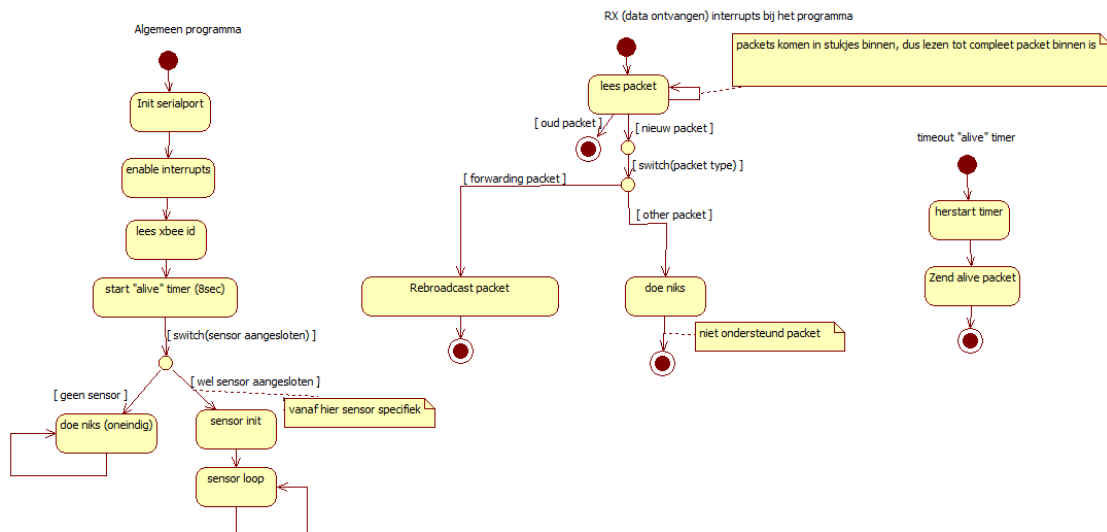 Algemeen programma
Init serialport
enable interrupts
lees xbee id
start "alive" timer (8sec)
[ switch(sensor aangesloten) ]
[ geen sensor ]
[ wel sensor aangesloten ]
vanaf hier sensor specifiek
doe niks (oneindig)
sensor init
sensor loop
RX (data ontvangen) interrupts bij het programma
packets komen in stukjes binnen, dus lezen tot compleet packet binnen is
lees packet
[ oud packet ]
[ nieuw packet ]
[ switch(packet type) ]
[ forwarding packet ]
[ other packet ]
Rebroadcast packet
doe niks
niet ondersteund packet
timeout "alive" timer
herstart timer
Zend alive packet